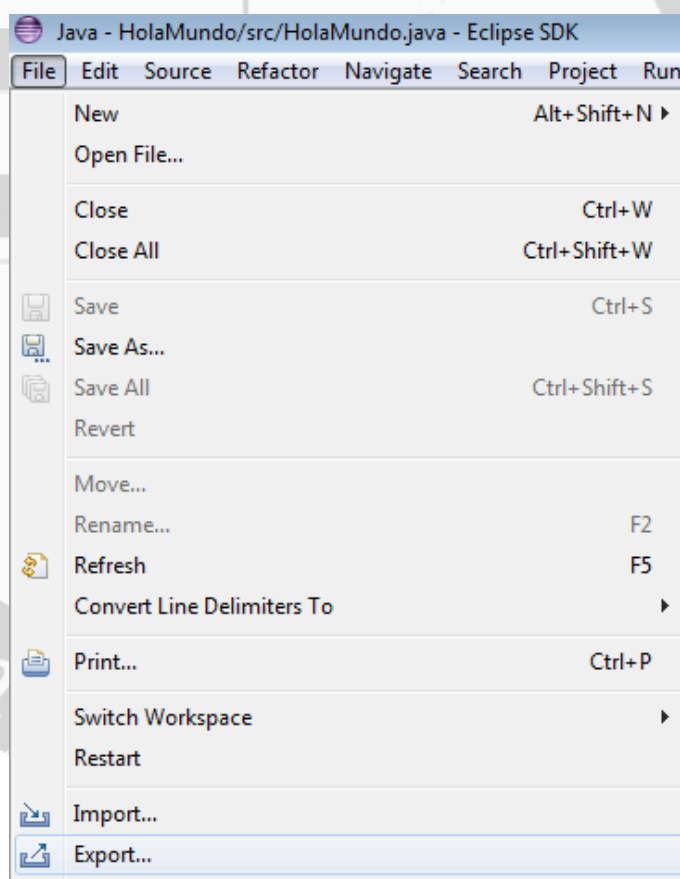 Java - HolaMundo/src/HolaMundo.java - Eclipse SDK
File Edit Source Refactor Navigate Search Project Run
New Alt+Shift+N
Open File...
Close Ctrl+W
Close All Ctrl+Shift+W
Save Ctrl+S
Save As...
Save All Ctrl+Shift+S
Revert
Move...
Rename... F2
Refresh F5
Convert Line Delimiters To
Print... Ctrl+P
Switch Workspace
Restart
Import...
Export...